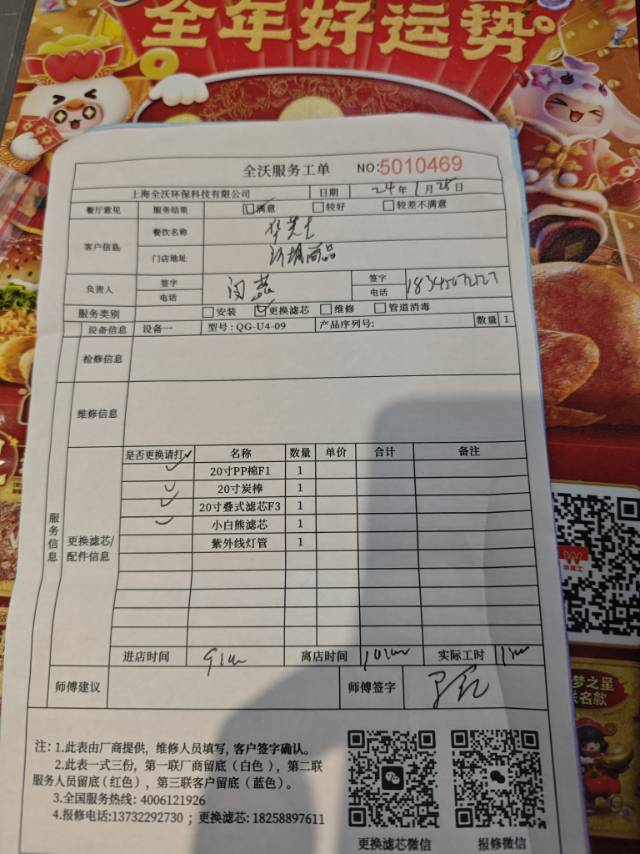 全年好运势
全沃服务工单 NO:5010469
上海全沃环保科技有限公司 日期 24年1月25日
餐厅意见 服务结果 满意 较好 较差不满意
客户信息 餐饮名称 华莱士
门店地址
负责人 签字 签字
电话 电话
服务类别 安装 更换滤芯 维修 管道消毒
设备信息 设备一 型号:QG-U4-09 产品序列号: 数量 1
检修信息
维修信息
服务信息
更换滤芯/配件信息
是否更换请打✓ 名称 数量 单价 合计 备注
✓ 20寸PP棉F1 1
✓ 20寸炭棒 1
✓ 20寸叠式滤芯F3 1
✓ 小白熊滤芯 1
紫外线灯管 1
进店时间 离店时间 实际工时
师傅建议 师傅签字
注:1.此表由厂商提供，维修人员填写，客户签字确认。
2.此表一式三份，第一联厂商留底（白色），第二联
服务人员留底(红色），第三联客户留底（蓝色）。
3.全国服务热线: 4006121926
4.报修电话:13732292730 ; 更换滤芯: 18258897611
更换滤芯微信 报修微信